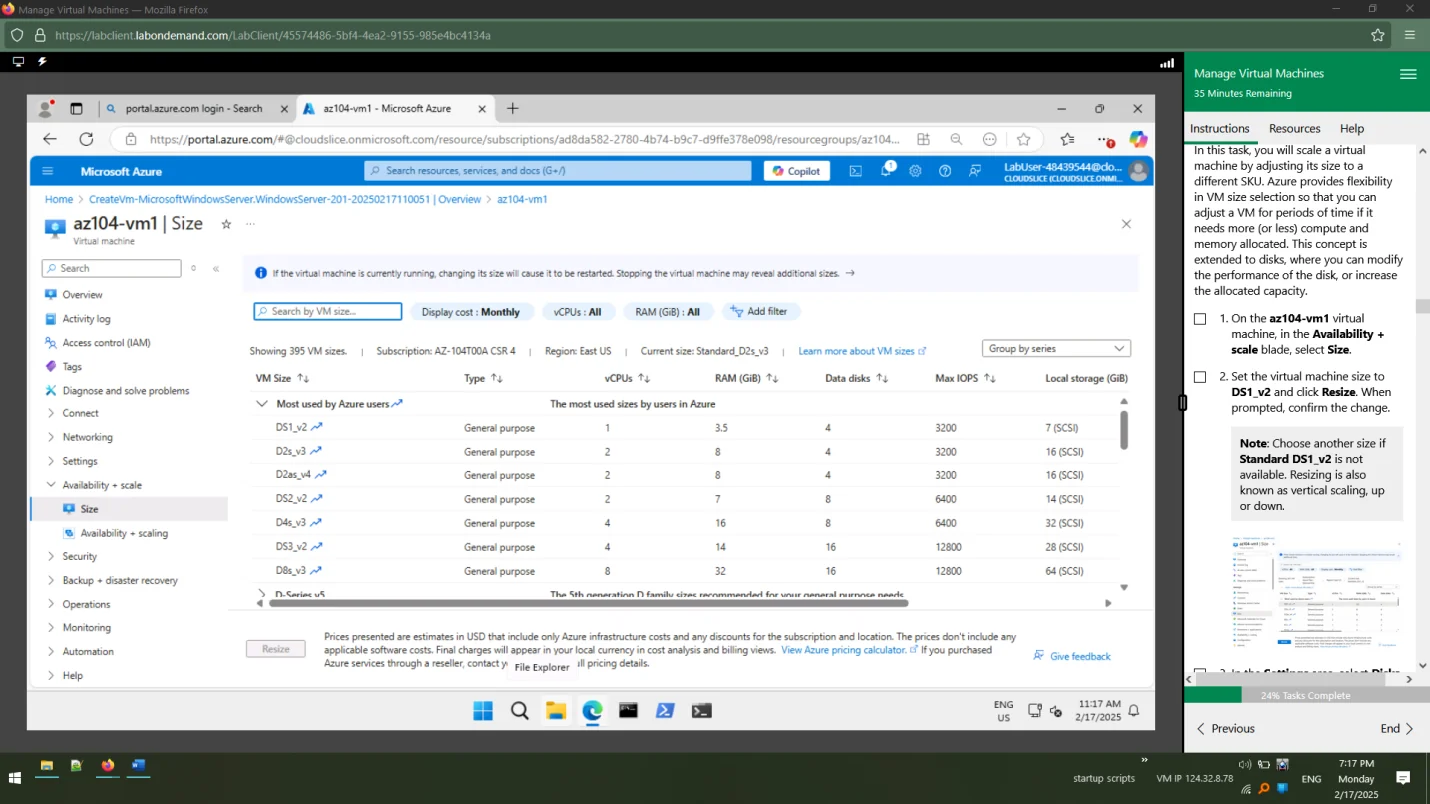 Manage Virtual Machines — Mozilla Firefox
https://labclient.labondemand.com/LabClient/45574486-5bf4-4ea2-9155-985e4bc4134a
portal.azure.com login - Search
az104-vm1 - Microsoft Azure
https://portal.azure.com/#@cloudslice.onmicrosoft.com/resource/subscriptions/ad8da582-2780-4b74-b9c7-d9ffe378e098/resourcegroups/az104...
Microsoft Azure
Search resources, services, and docs (G+/)
Copilot
1
LabUser-48439544@do...
CLOUDSLICE (CLOUDSLICE.ONMI...
Home > CreateVm-MicrosoftWindowsServer.WindowsServer-201-20250217110051 | Overview > az104-vm1
az104-vm1 | Size
Virtual machine
Search
Overview
Activity log
Access control (IAM)
Tags
Diagnose and solve problems
Connect
Networking
Settings
Availability + scale
Size
Availability + scaling
Security
Backup + disaster recovery
Operations
Monitoring
Automation
Help
If the virtual machine is currently running, changing its size will cause it to be restarted. Stopping the virtual machine may reveal additional sizes. →
Search by VM size...
Display cost : Monthly
vCPUs : All
RAM (GiB) : All
Add filter
Showing 395 VM sizes. | Subscription: AZ-104T00A CSR 4 | Region: East US | Current size: Standard_D2s_v3 | Learn more about VM sizes
Group by series
VM Size ↑↓ Type ↑↓ vCPUs ↑↓ RAM (GiB) ↑↓ Data disks ↑↓ Max IOPS ↑↓ Local storage (GiB)
Most used by Azure users The most used sizes by users in Azure
DS1_v2 General purpose 1 3.5 4 3200 7 (SCSI)
D2s_v3 General purpose 2 8 4 3200 16 (SCSI)
D2as_v4 General purpose 2 8 4 3200 16 (SCSI)
DS2_v2 General purpose 2 7 8 6400 14 (SCSI)
D4s_v3 General purpose 4 16 8 6400 32 (SCSI)
DS3_v2 General purpose 4 14 16 12800 28 (SCSI)
D8s_v3 General purpose 8 32 16 12800 64 (SCSI)
D-Series v5 The 5th generation D family sizes recommended for your general purpose needs
Resize
Prices presented are estimates in USD that include only Azure infrastructure costs and any discounts for the subscription and location. The prices don't include any
applicable software costs. Final charges will appear in your local currency in cost analysis and billing views. View Azure pricing calculator. If you purchased
Azure services through a reseller, contact y
File Explorer
ll pricing details.
Give feedback
ENG
US
11:17 AM
2/17/2025
Manage Virtual Machines
35 Minutes Remaining
Instructions
Resources
Help
In this task, you will scale a virtual
machine by adjusting its size to a
different SKU. Azure provides flexibility
in VM size selection so that you can
adjust a VM for periods of time if it
needs more (or less) compute and
memory allocated. This concept is
extended to disks, where you can modify
the performance of the disk, or increase
the allocated capacity.
1. On the az104-vm1 virtual
machine, in the Availability +
scale blade, select Size.
2. Set the virtual machine size to
DS1_v2 and click Resize. When
prompted, confirm the change.
Note: Choose another size if
Standard DS1_v2 is not
available. Resizing is also
known as vertical scaling, up
or down.
3. In the Settings area, select Disks
24% Tasks Complete
Previous
End
startup scripts
VM IP 124.32.8.78
ENG
7:17 PM
Monday
2/17/2025